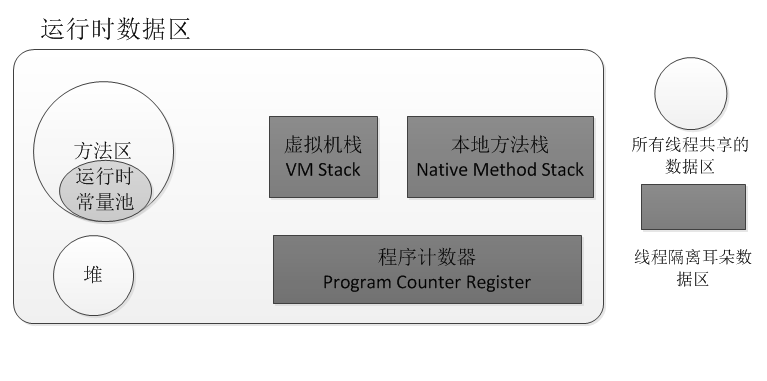 运行时数据区
方法区
运行时
常量池
堆
虚拟机栈
VM Stack
本地方法栈
Native Method Stack
程序计数器
Program Counter Register
所有线程共享的
数据区
线程隔离耳朵数
据区